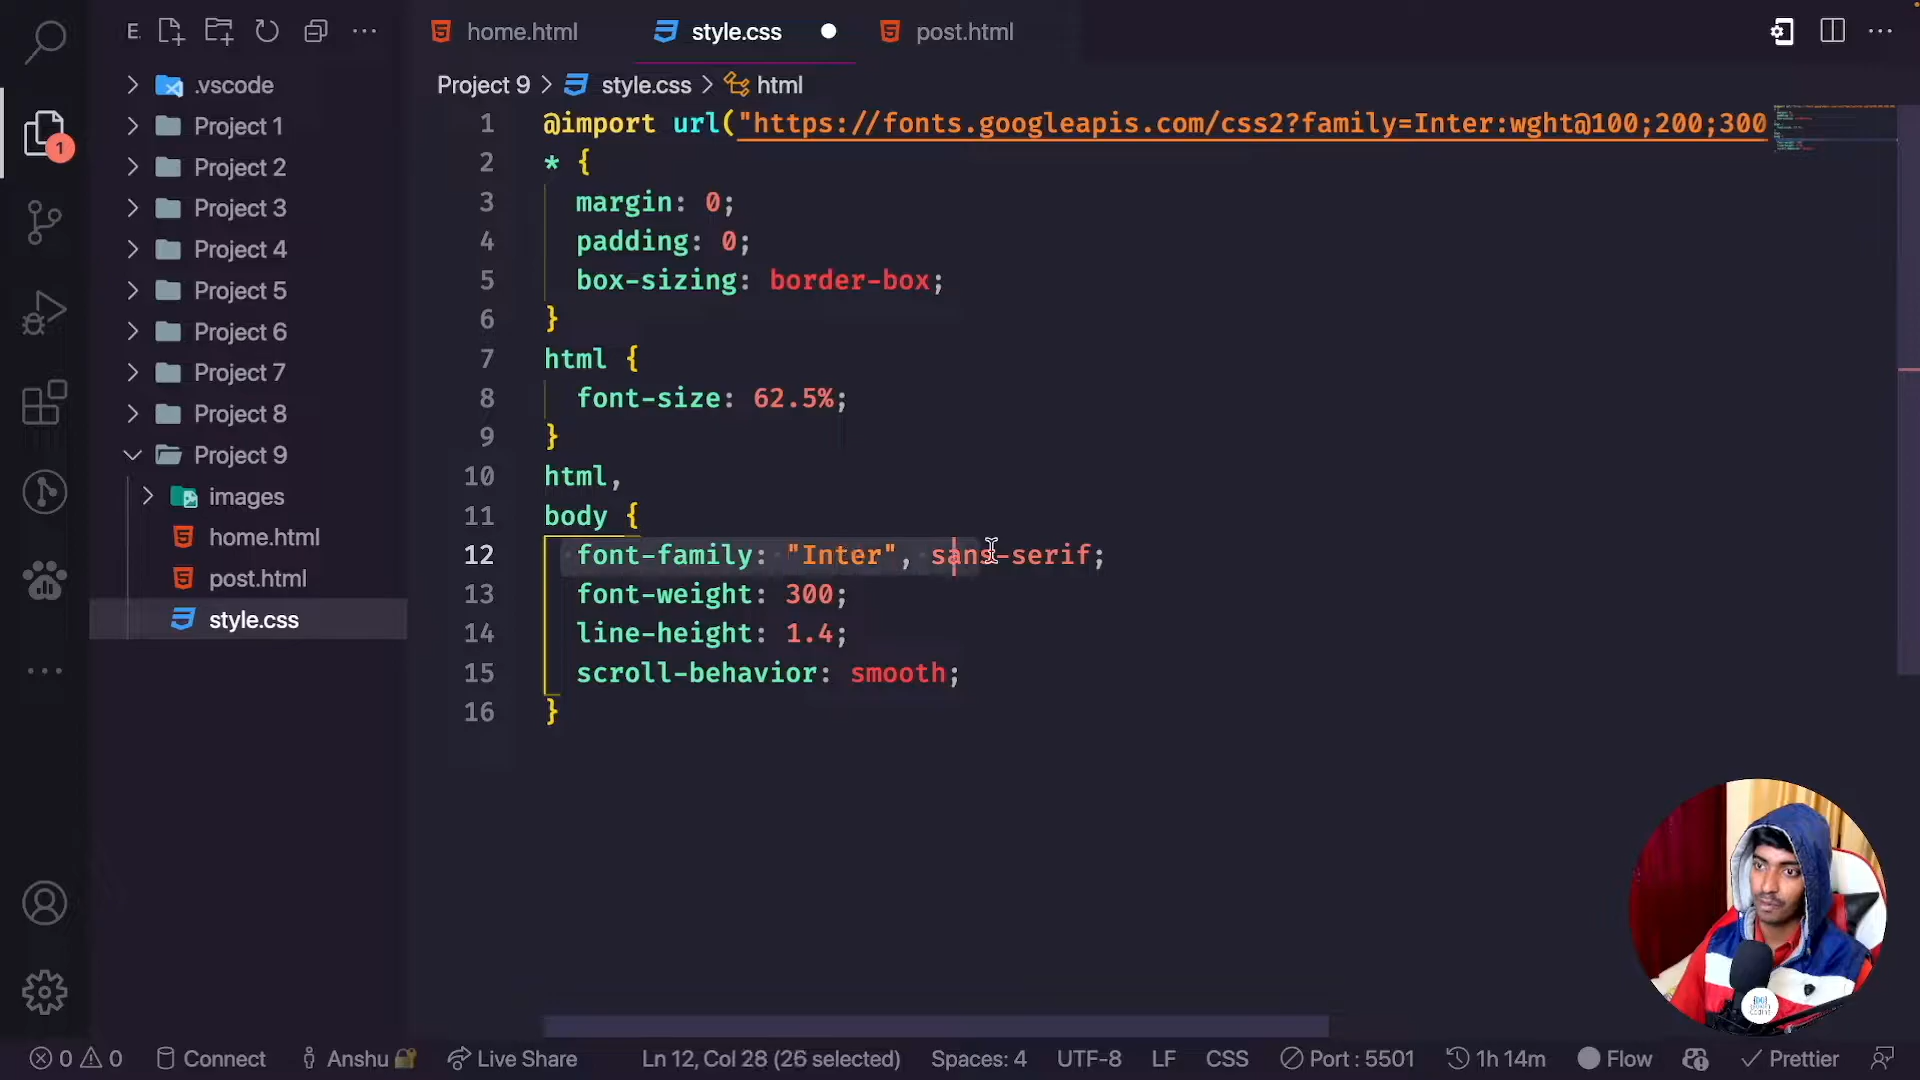 E
home.html
style.css
post.html
.vscode
Project 1
Project 2
Project 3
Project 4
Project 5
Project 6
Project 7
Project 8
Project 9
images
home.html
post.html
style.css
1
Project 9 > style.css > html
1 @import url("https://fonts.googleapis.com/css2?family=Inter:wght@100;200;300
2 * {
3 margin: 0;
4 padding: 0;
5 box-sizing: border-box;
6 }
7 html {
8 font-size: 62.5%;
9 }
10 html,
11 body {
12 font-family: "Inter", sans-serif;
13 font-weight: 300;
14 line-height: 1.4;
15 scroll-behavior: smooth;
16 }
0 0 Connect Anshu Live Share Ln 12, Col 28 (26 selected) Spaces: 4 UTF-8 LF CSS Port : 5501 1h 14m Flow Prettier